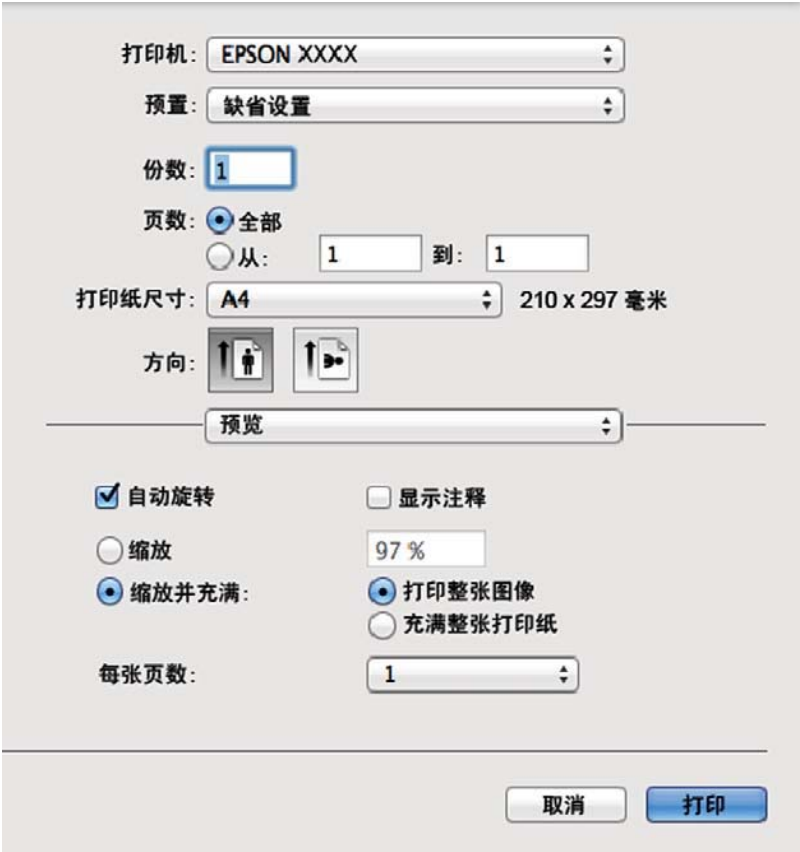 打印机: EPSON XXXX
预置: 缺省设置
份数: 1
页数: 全部
从: 1 到: 1
打印纸尺寸: A4 210 x 297 毫米
方向:
预览
自动旋转 显示注释
缩放 97 %
缩放并充满: 打印整张图像
充满整张打印纸
每张页数: 1
取消 打印